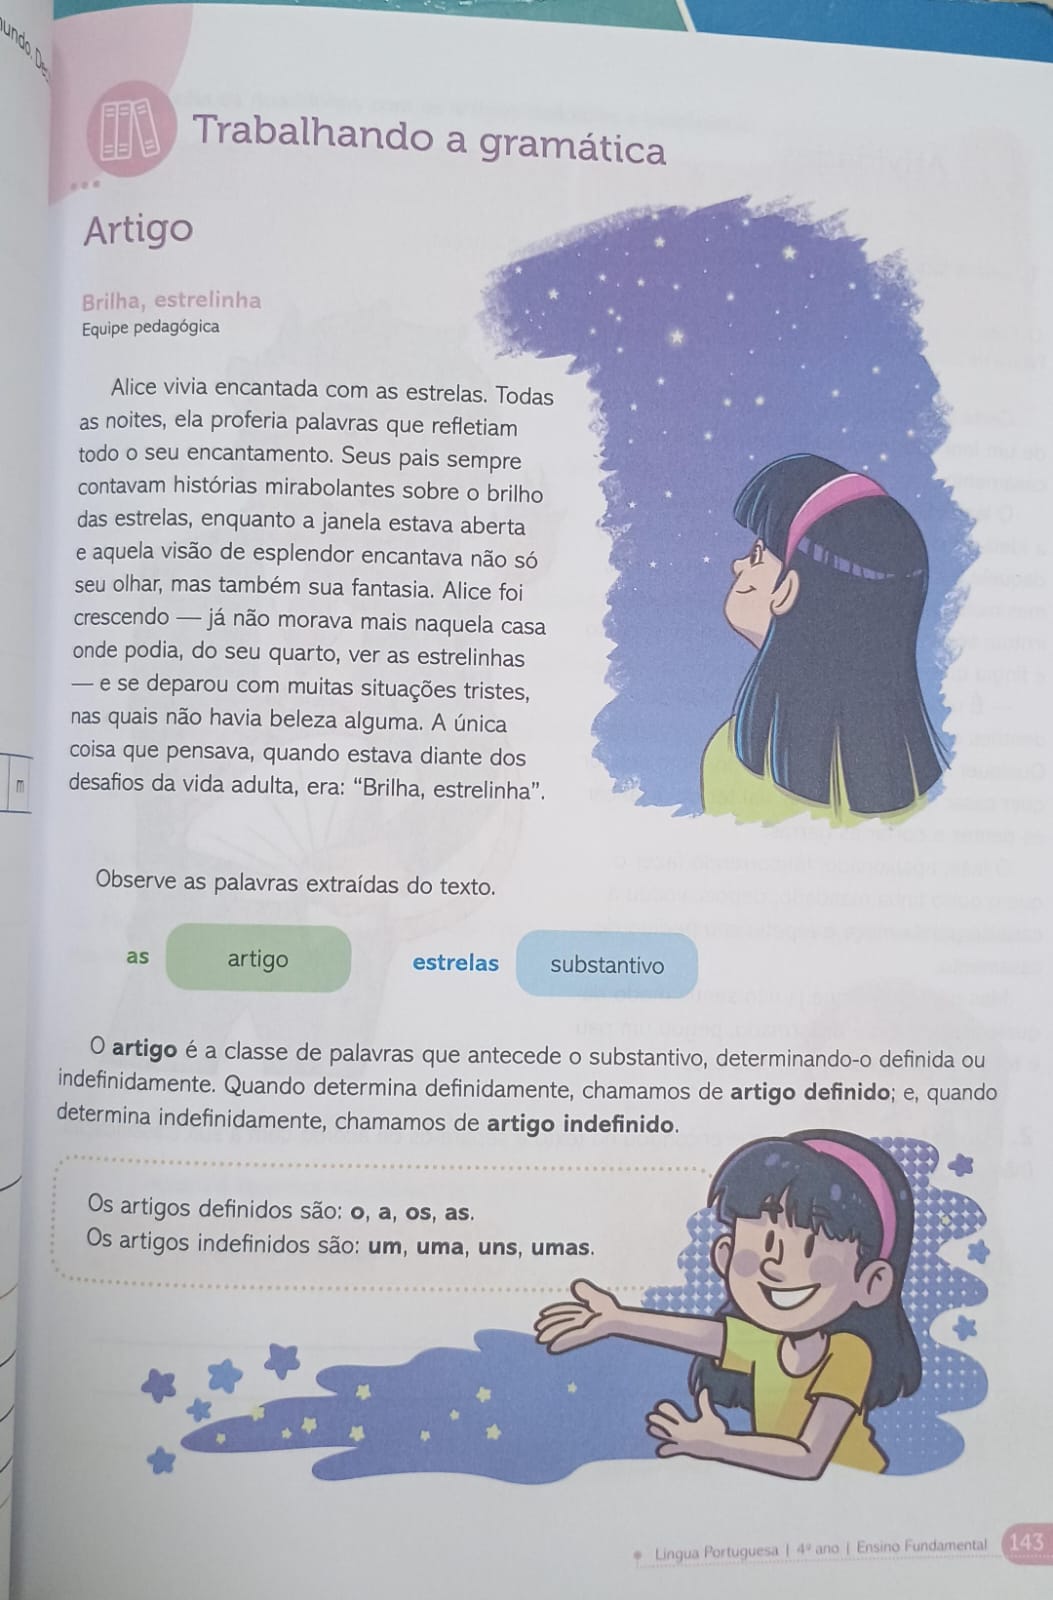 undo. De
Trabalhando a gramática
Artigo
Brilha, estrelinha
Equipe pedagógica
Alice vivia encantada com as estrelas. Todas
as noites, ela proferia palavras que refletiam
todo o seu encantamento. Seus pais sempre
contavam histórias mirabolantes sobre o brilho
das estrelas, enquanto a janela estava aberta
e aquela visão de esplendor encantava não só
seu olhar, mas também sua fantasia. Alice foi
crescendo — já não morava mais naquela casa
onde podia, do seu quarto, ver as estrelinhas
— e se deparou com muitas situações tristes,
nas quais não havia beleza alguma. A única
coisa que pensava, quando estava diante dos
desafios da vida adulta, era: “Brilha, estrelinha”.
m
Observe as palavras extraídas do texto.
as artigo estrelas substantivo
O artigo é a classe de palavras que antecede o substantivo, determinando-o definida ou
indefinidamente. Quando determina definidamente, chamamos de artigo definido; e, quando
determina indefinidamente, chamamos de artigo indefinido.
Os artigos definidos são: o, a, os, as.
Os artigos indefinidos são: um, uma, uns, umas.
Língua Portuguesa | 4º ano | Ensino Fundamental 143